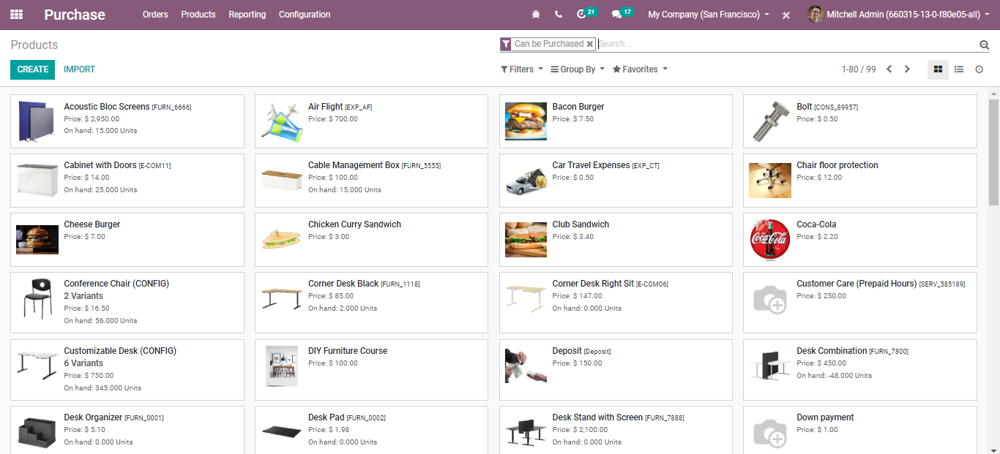 Purchase Orders Products Reporting Configuration 21 17 My Company (San Francisco) Mitchell Admin (660315-13-0-f80e05-all)
Products
Can be Purchased Search...
CREATE IMPORT
Filters Group By Favorites 1-80 / 99
Acoustic Bloc Screens [FURN_6666]
Price: $ 2,950.00
On hand: 15.000 Units
Air Flight [EXP_AF]
Price: $ 700.00
Bacon Burger
Price: $ 7.50
Bolt [CONS_89957]
Price: $ 0.50
Cabinet with Doors [E-COM11]
Price: $ 14.00
On hand: 25.000 Units
Cable Management Box [FURN_5555]
Price: $ 100.00
On hand: 15.000 Units
Car Travel Expenses [EXP_CT]
Price: $ 0.50
Chair floor protection
Price: $ 12.00
Cheese Burger
Price: $ 7.00
Chicken Curry Sandwich
Price: $ 3.00
Club Sandwich
Price: $ 3.40
Coca-Cola
Coca-Cola
Price: $ 2.20
Conference Chair (CONFIG)
2 Variants
Price: $ 16.50
On hand: 56.000 Units
Corner Desk Black [FURN_1118]
Price: $ 85.00
On hand: 2.000 Units
Corner Desk Right Sit [E-COM06]
Price: $ 147.00
On hand: 0.000 Units
Customer Care (Prepaid Hours) [SERV_585189]
Price: $ 250.00
Customizable Desk (CONFIG)
6 Variants
Price: $ 750.00
On hand: 345.000 Units
DIY Furniture Course
Price: $ 100.00
Deposit [Deposit]
Price: $ 150.00
Desk Combination [FURN_7800]
Price: $ 450.00
On hand: -48.000 Units
Desk Organizer [FURN_0001]
Price: $ 5.10
On hand: 0.000 Units
Desk Pad [FURN_0002]
Price: $ 1.98
On hand: 0.000 Units
Desk Stand with Screen [FURN_7888]
Price: $ 2,100.00
On hand: 0.000 Units
Down payment
Price: $ 1.00